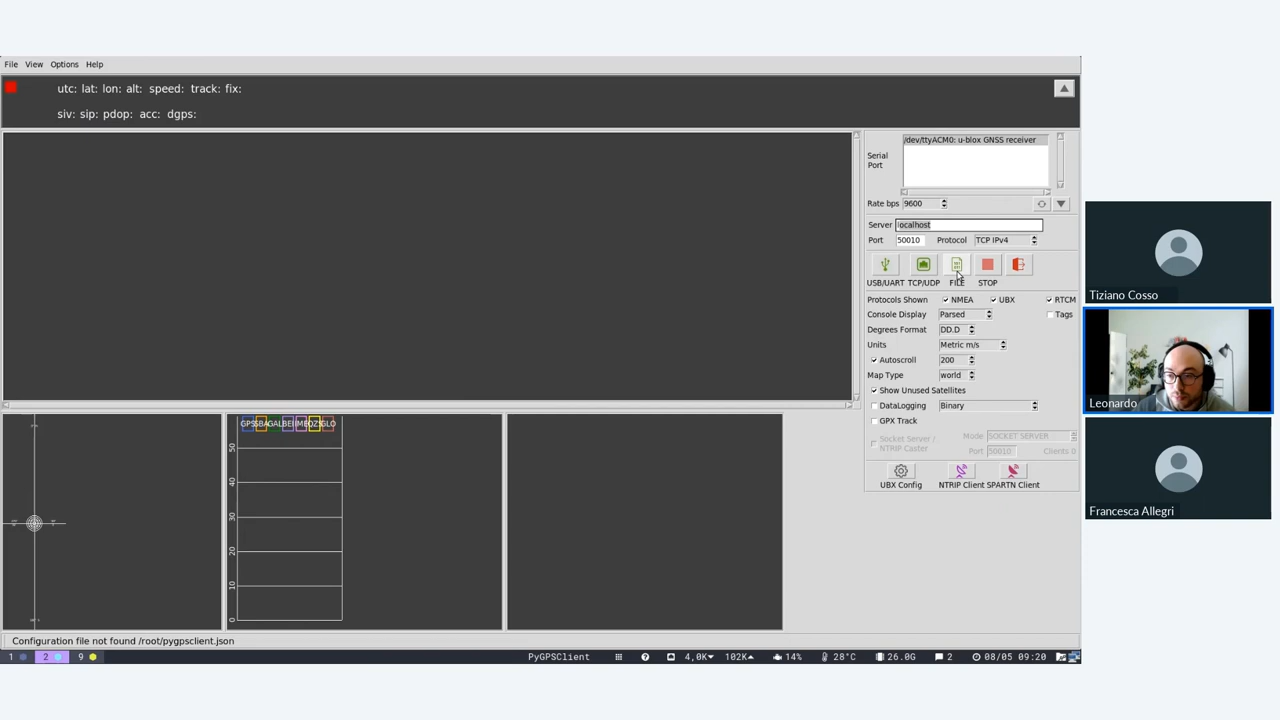 File View Options Help
utc: lat: lon: alt: speed: track: fix:
siv: sip: pdop: acc: dgps:
Serial Port
/dev/ttyACM0: u-blox GNSS receiver
Rate bps 9600
Server localhost
Port 50010 Protocol TCP IPv4
USB/UART TCP/UDP FILE STOP
Protocols Shown NMEA UBX RTCM
Console Display Parsed Tags
Degrees Format DD.D
Units Metric m/s
Autoscroll 200
Map Type world
Show Unused Satellites
DataLogging Binary
GPX Track
Socket Server / NTRIP Caster
Mode SOCKET SERVER
Port 50010 Clients 0
UBX Config NTRIP Client SPARTN Client
50
40
30
20
10
0
Configuration file not found /root/pygpsclient.json
1 2 9 PyGPSClient 4,0K 102K 14% 28°C 26.0G 2 08/05 09:20
Tiziano Cosso
Leonardo
Francesca Allegri